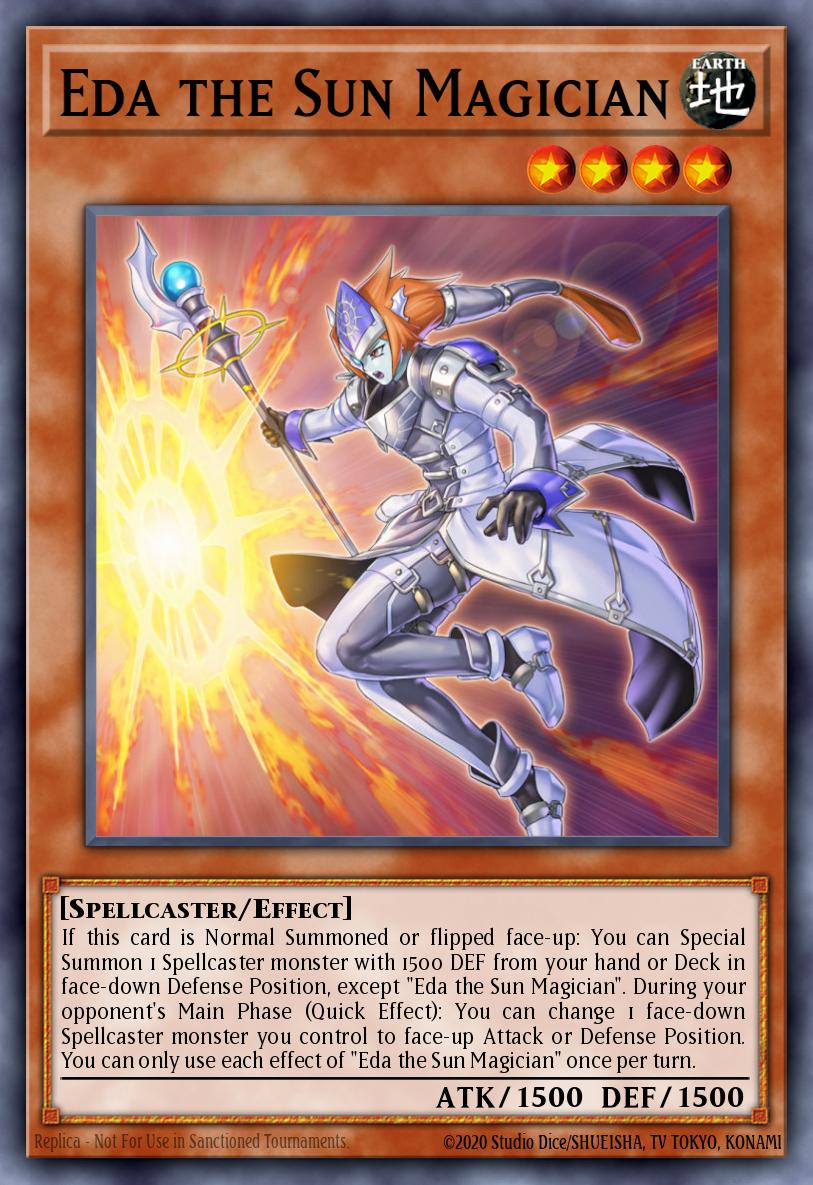 Eda the Sun Magician
EARTH
地
[Spellcaster/Effect]
If this card is Normal Summoned or flipped face-up: You can Special
Summon 1 Spellcaster monster with 1500 DEF from your hand or Deck in
face-down Defense Position, except "Eda the Sun Magician". During your
opponent's Main Phase (Quick Effect): You can change 1 face-down
Spellcaster monster you control to face-up Attack or Defense Position.
You can only use each effect of "Eda the Sun Magician" once per turn.
ATK/1500 DEF/1500
Replica - Not For Use in Sanctioned Tournaments.
©2020 Studio Dice/SHUEISHA, TV TOKYO, KONAMI